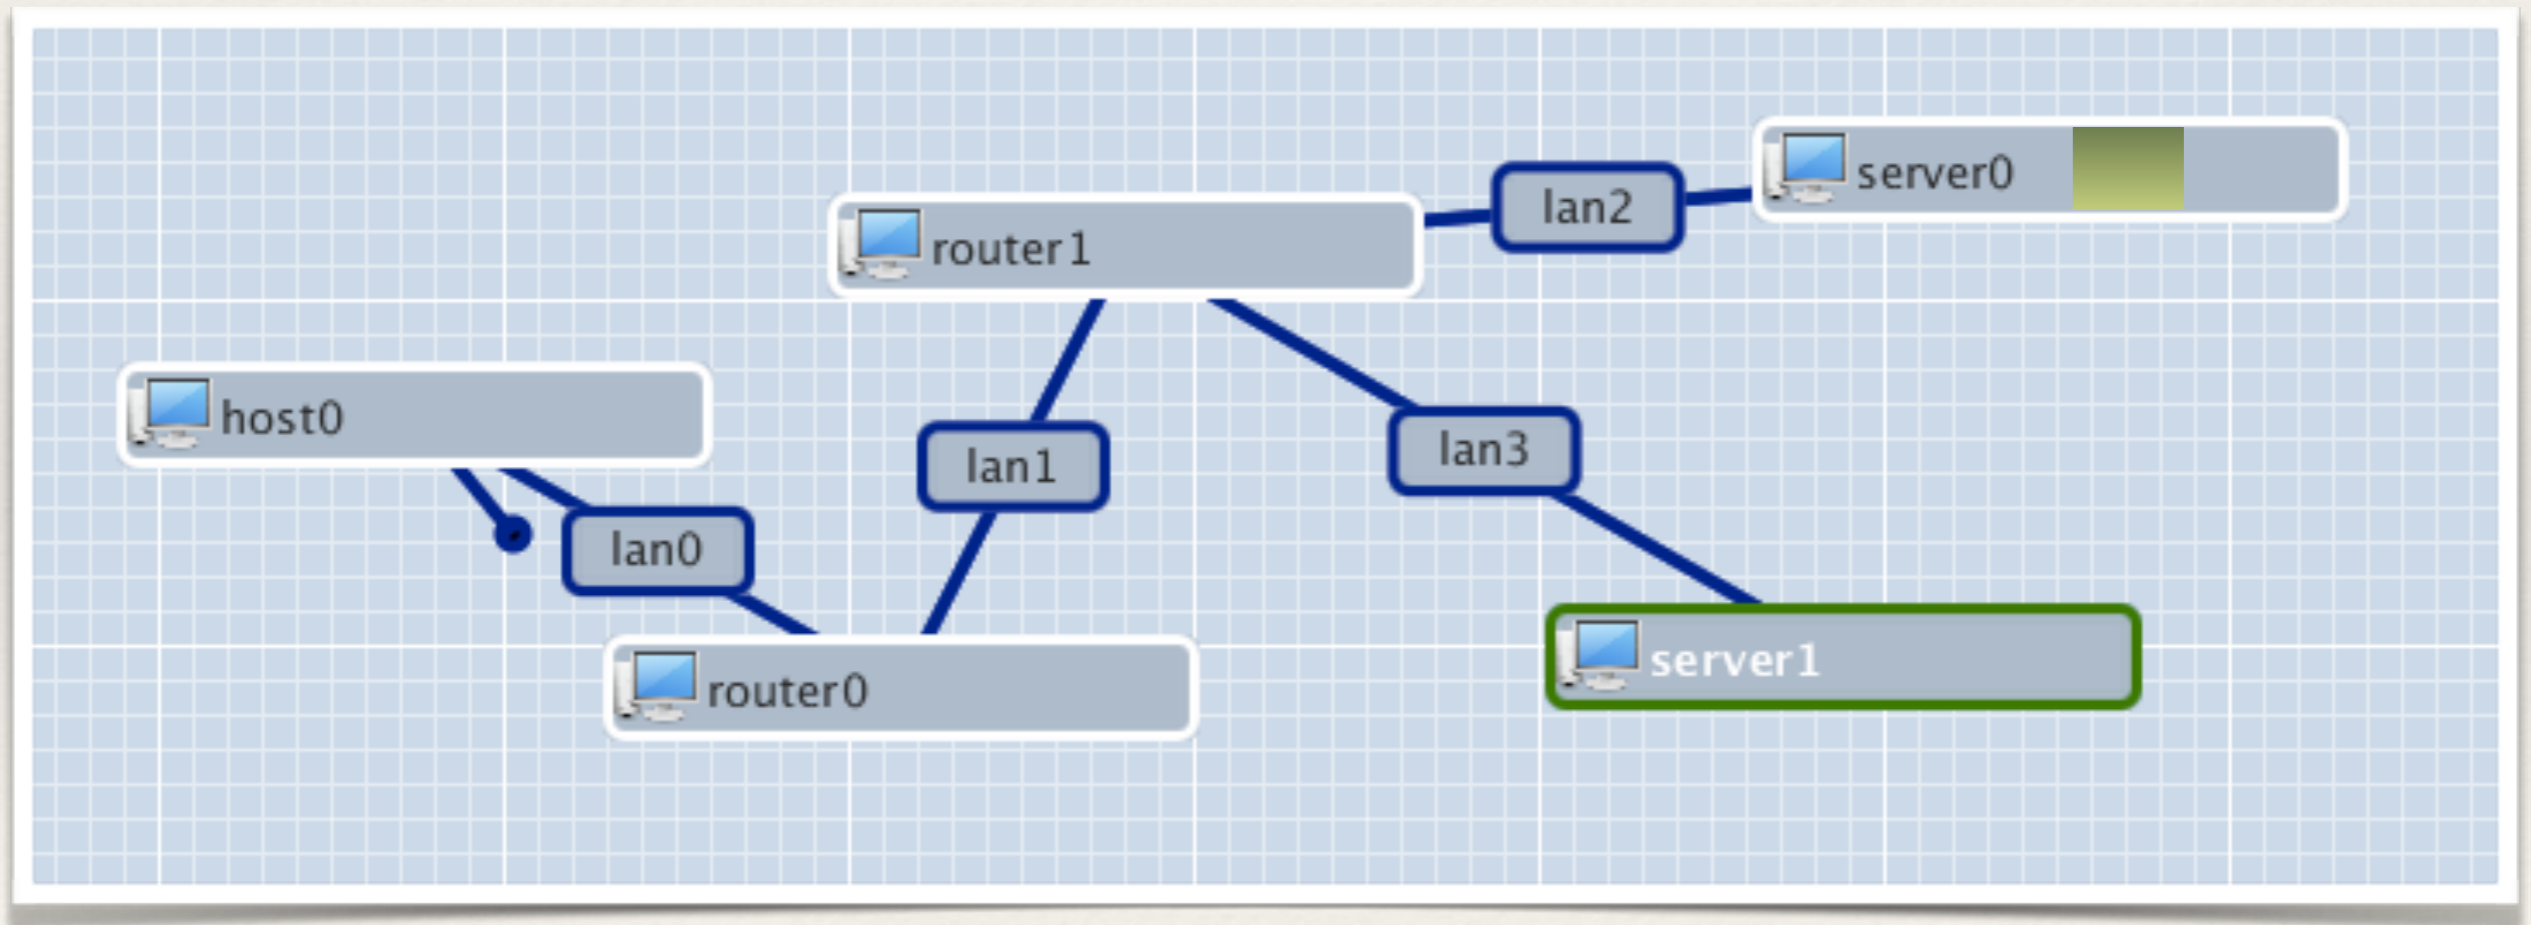 server0
lan2
router1
host0
lan1
lan3
lan0
server1
router0